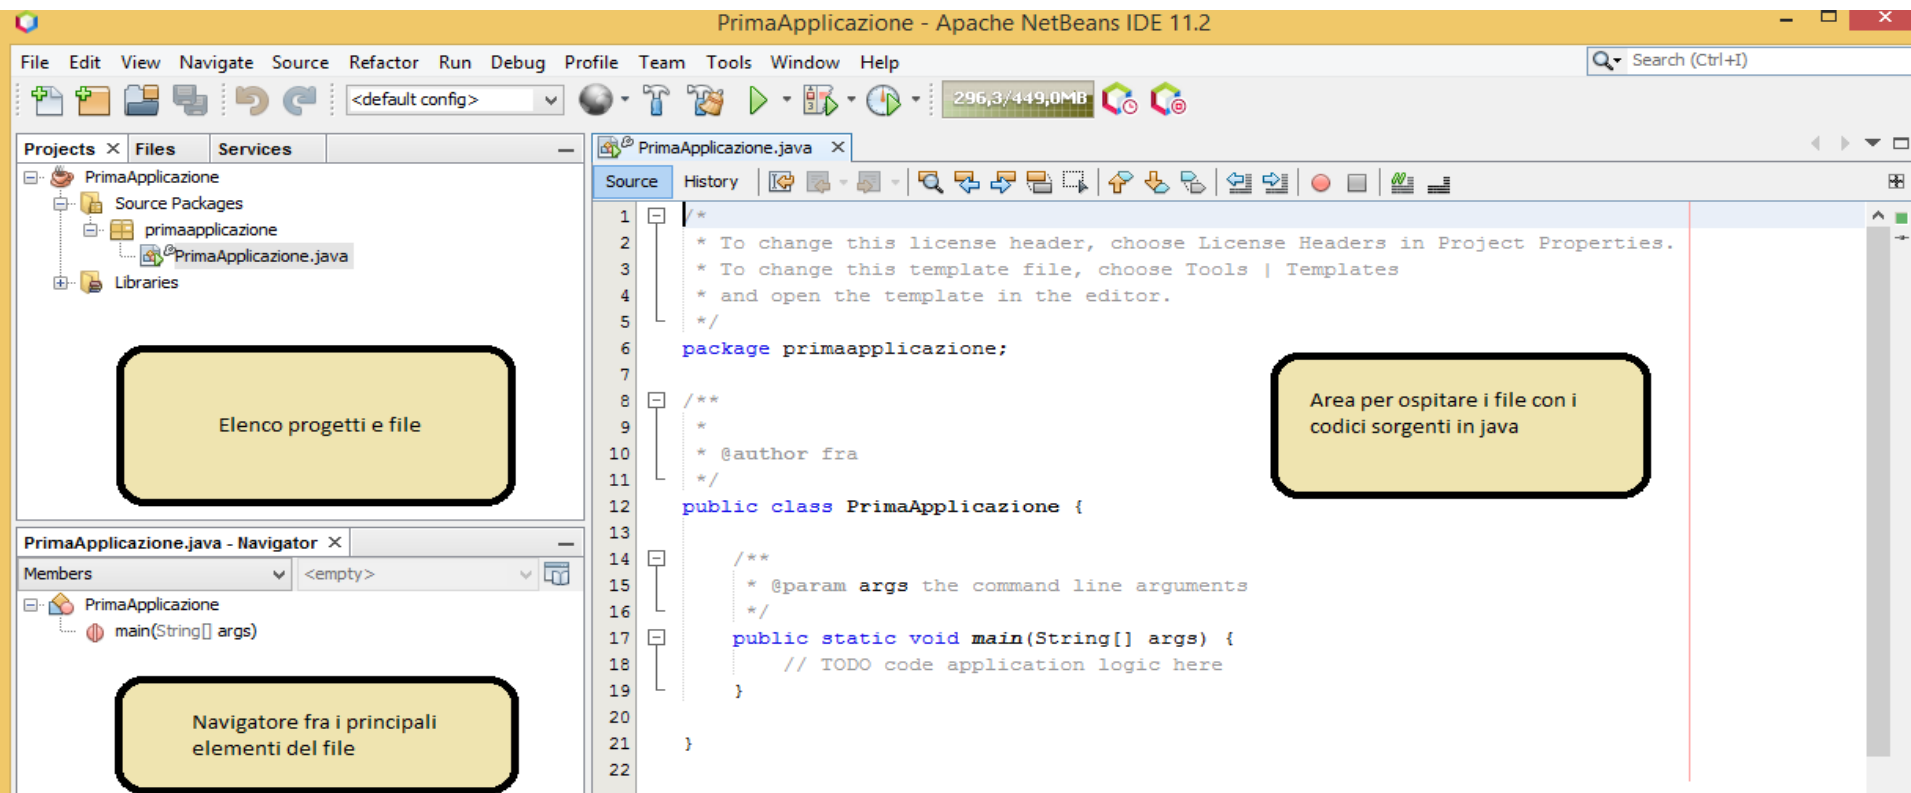 PrimaApplicazione - Apache NetBeans IDE 11.2
File Edit View Navigate Source Refactor Run Debug Profile Team Tools Window Help
Search (Ctrl+I)
<default config>
296,3/449,0MB
Projects Files Services
PrimaApplicazione
Source Packages
primaapplicazione
PrimaApplicazione.java
Libraries
Elenco progetti e file
PrimaApplicazione.java - Navigator
Members
<empty>
PrimaApplicazione
main(String[] args)
Navigatore fra i principali
elementi del file
PrimaApplicazione.java
Source History
1 /*
2 * To change this license header, choose License Headers in Project Properties.
3 * To change this template file, choose Tools | Templates
4 * and open the template in the editor.
5 */
6 package primaapplicazione;
7
8 /**
9 *
10 * @author fra
11 */
12 public class PrimaApplicazione {
13
14 /**
15 * @param args the command line arguments
16 */
17 public static void main(String[] args) {
18 // TODO code application logic here
19 }
20
21 }
22
Area per ospitare i file con i
codici sorgenti in java